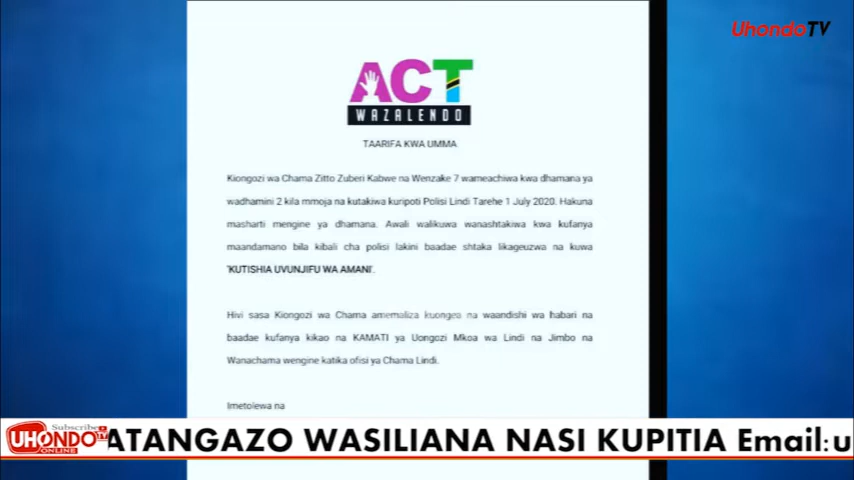 UhondoTV
ACT
WAZALENDO
TAARIFA KWA UMMA
Kiongozi wa Chama Zitto Zuberi Kabwe na Wenzake 7 wameachiwa kwa dhamana ya
wadhamini 2 kila mmoja na kutakiwa kuripoti Polisi Lindi Tarehe 1 July 2020. Hakuna
masharti mengine ya dhamana. Awali walikuwa wanashtakiwa kwa kufanya
maandamano bila kibali cha polisi lakini baadae shtaka likageuzwa na kuwa
'KUTISHIA UVUNJIFU WA AMANI'.
Hivi sasa Kiongozi wa Chama amemaliza kuongea na waandishi wa habari na
baadae kufanya kikao na KAMATI ya Uongozi Mkoa wa Lindi na Jimbo na
Wanachama wengine katika ofisi ya Chama Lindi.
Imetolewa na
Subscribe
UHONDO TV
ONLINE
ATANGAZO WASILIANA NASI KUPITIA Email: u